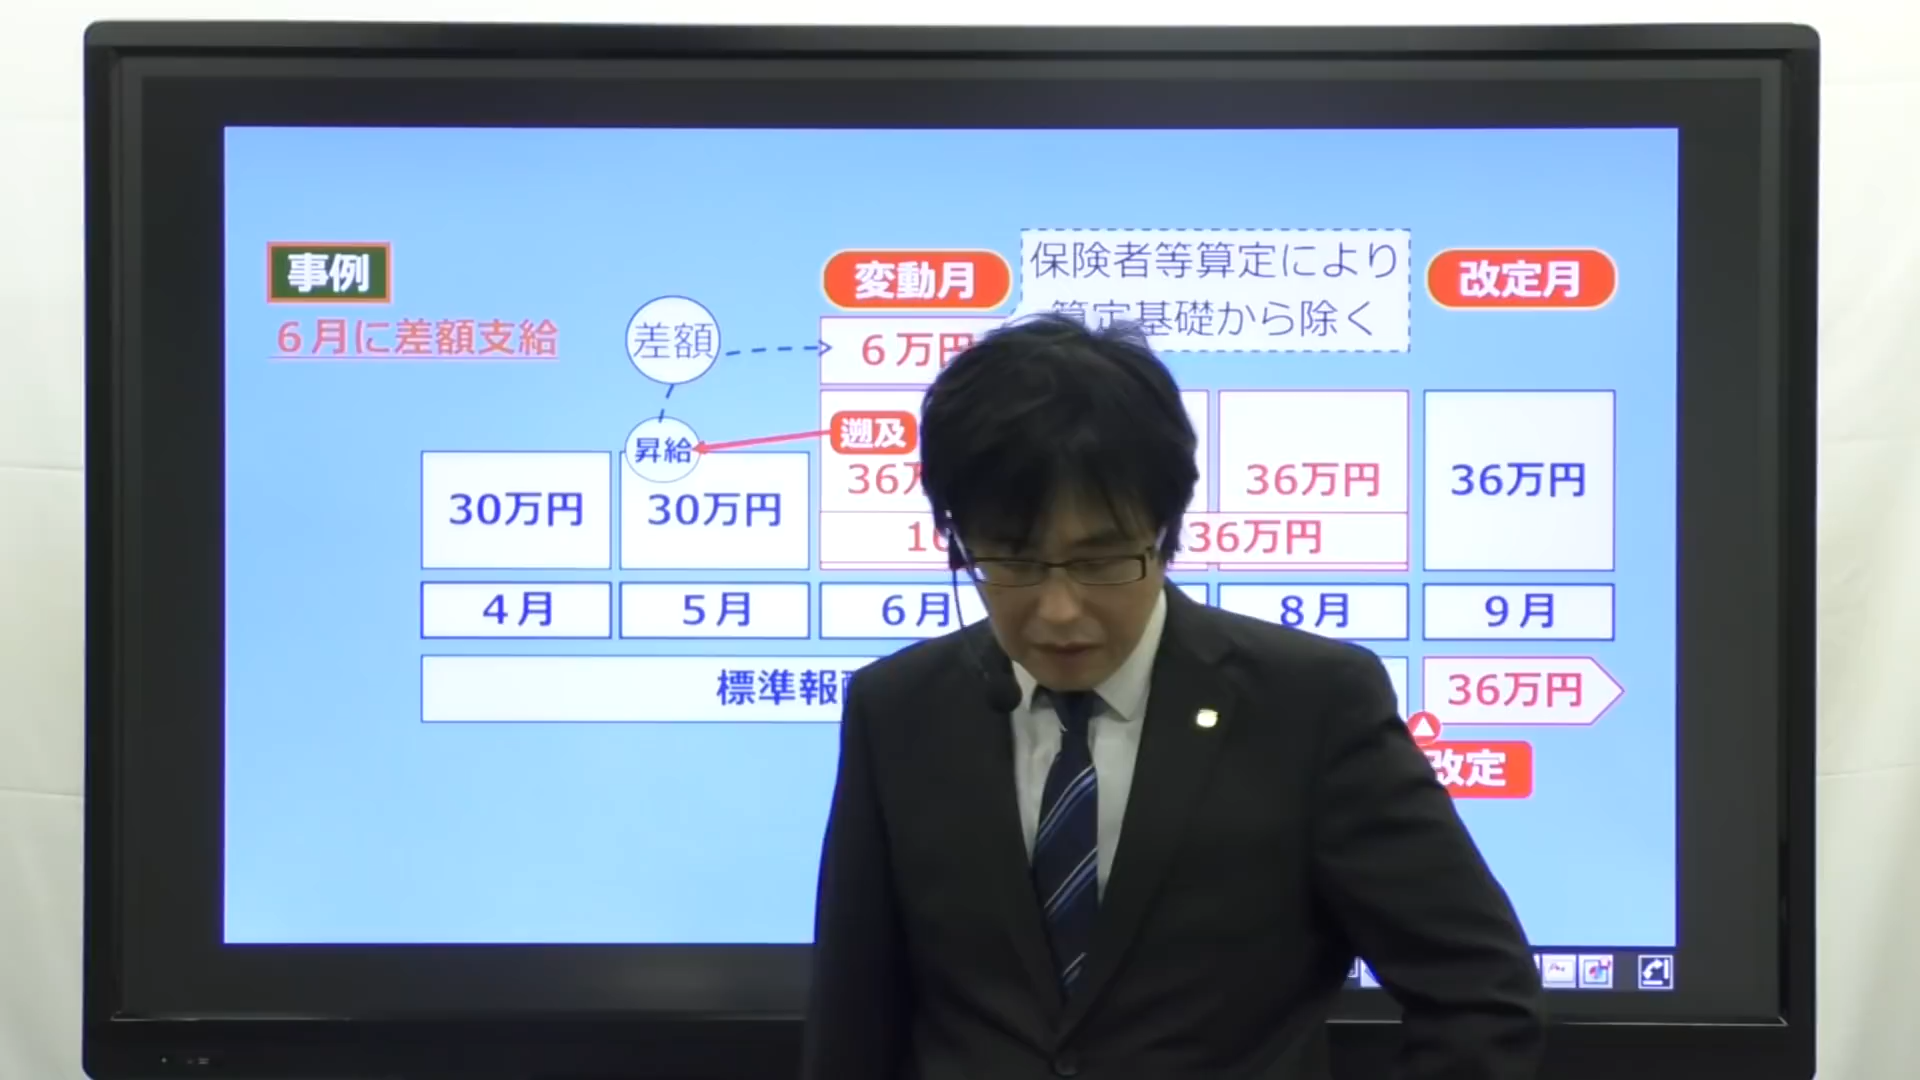 事例
変動月
保険者等算定により
改定月
算定基礎から除く
６月に差額支給
差額
６万円
遡及
昇給
30万円
30万円
36万
36万円
36万円
36万円
４月
５月
６月
８月
９月
標準報
36万円
改定